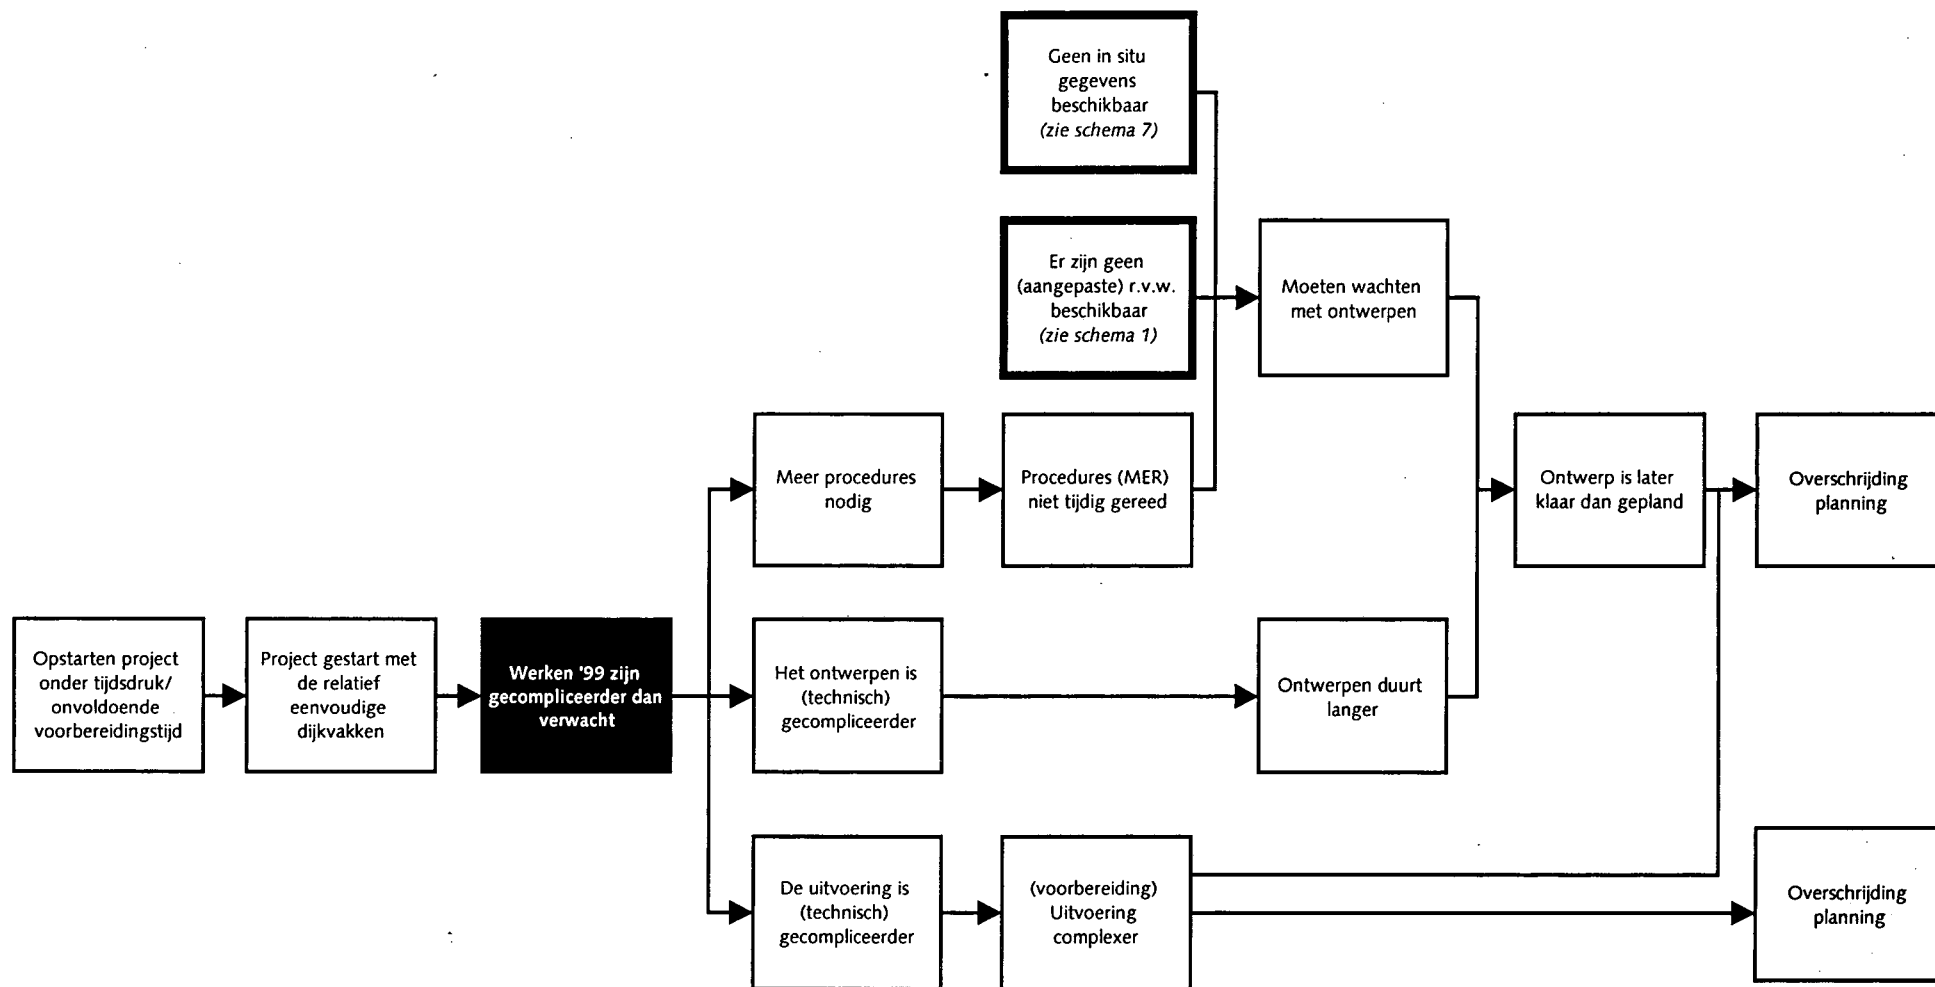 Geen in situ
gegevens
beschikbaar
(zie schema 7)
Er zijn geen
(aangepaste) r.v.w.
beschikbaar
(zie schema 1)
Moeten wachten
met ontwerpen
Meer procedures
nodig
Procedures (MER)
niet tijdig gereed
Ontwerp is later
klaar dan gepland
Overschrijding
planning
Opstarten project
onder tijdsdruk/
onvoldoende
voorbereidingstijd
Project gestart met
de relatief
eenvoudige
dijkvakken
Werken '99 zijn
gecompliceerder dan
verwacht
Het ontwerpen is
(technisch)
gecompliceerder
Ontwerpen duurt
langer
De uitvoering is
(technisch)
gecompliceerder
(voorbereiding)
Uitvoering
complexer
Overschrijding
planning